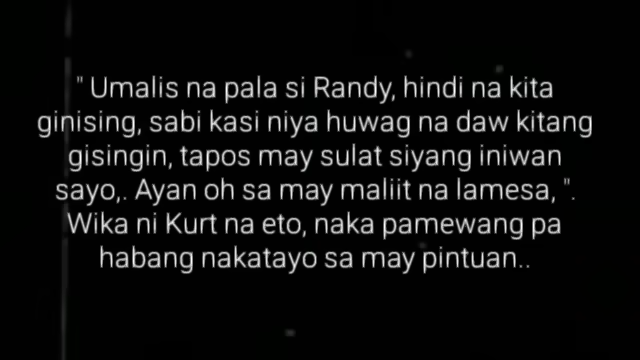 " Umalis na pala si Randy, hindi na kita
ginising, sabi kasi niya huwag na daw kitang
gisingin, tapos may sulat siyang iniwan
sayo,. Ayan oh sa may maliit na lamesa, ".
Wika ni Kurt na eto, naka pamewang pa
habang nakatayo sa may pintuan..